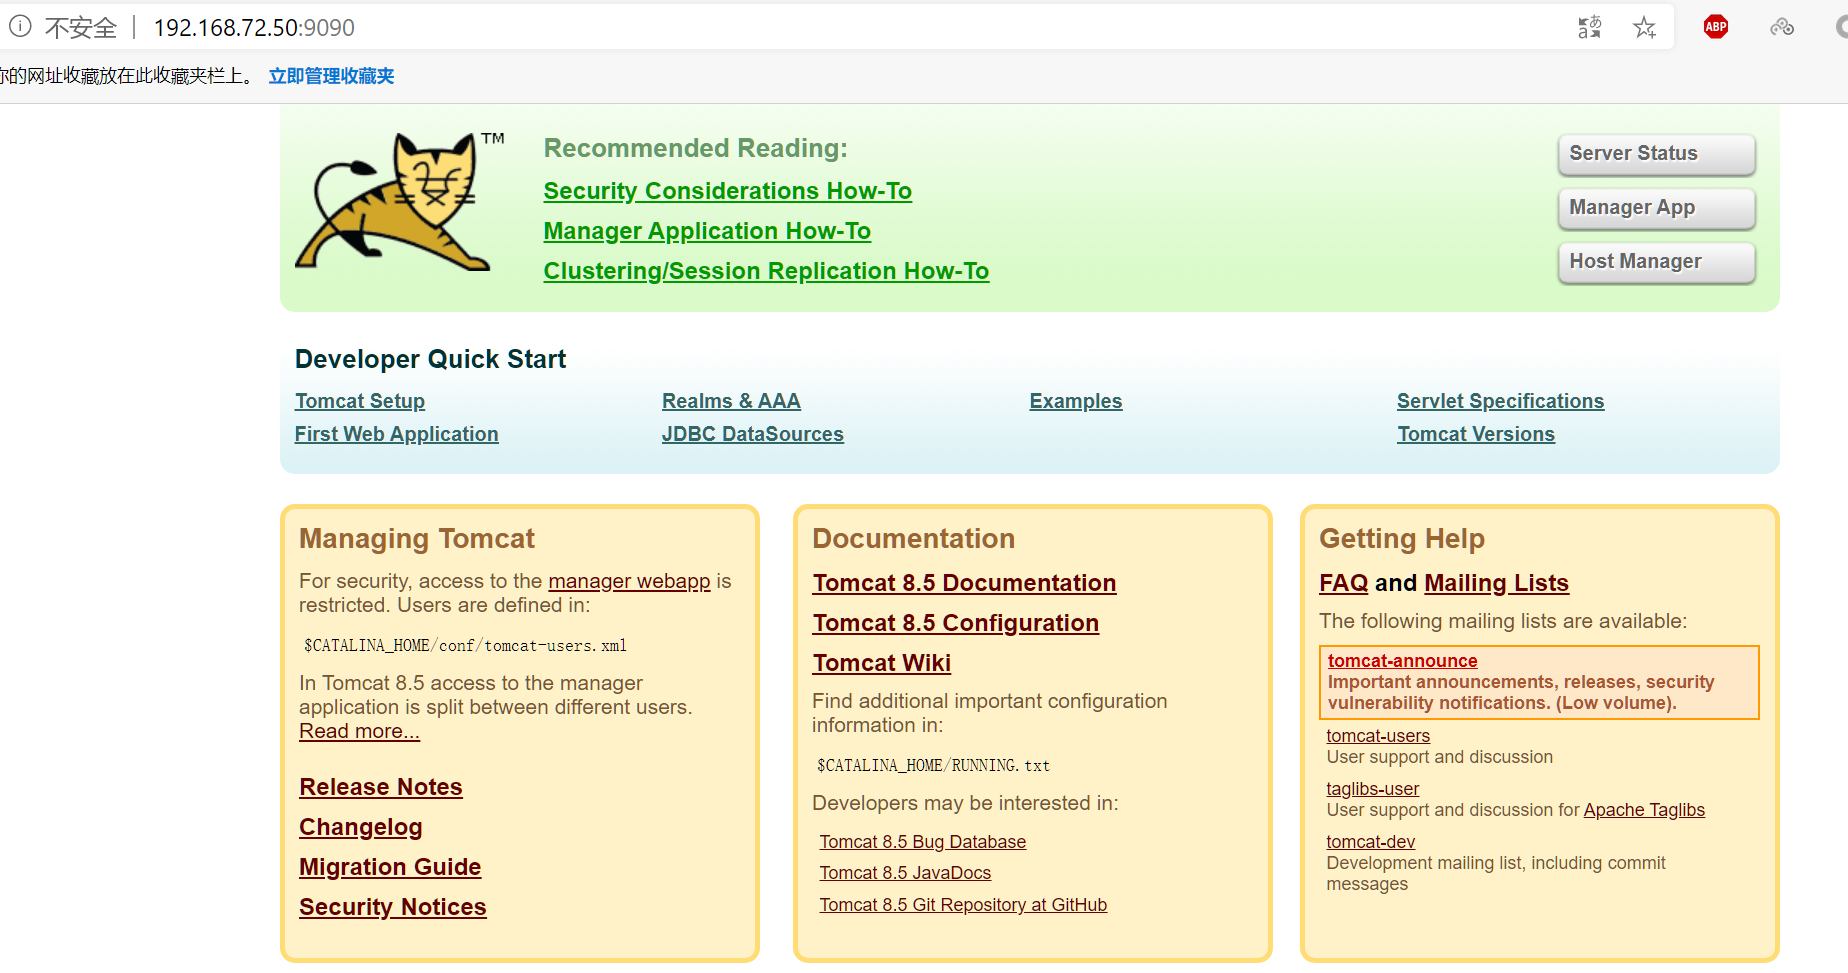 不安全 192.168.72.50:9090
ABP
的网址收藏放在此收藏夹栏上。 立即管理收藏夹
TM
Recommended Reading:
Security Considerations How-To
Manager Application How-To
Clustering/Session Replication How-To
Server Status
Manager App
Host Manager
Developer Quick Start
Tomcat Setup
First Web Application
Realms & AAA
JDBC DataSources
Examples
Servlet Specifications
Tomcat Versions
Managing Tomcat
For security, access to the manager webapp is
restricted. Users are defined in:
$CATALINA_HOME/conf/tomcat-users.xml
In Tomcat 8.5 access to the manager
application is split between different users.
Read more...
Release Notes
Changelog
Migration Guide
Security Notices
Documentation
Tomcat 8.5 Documentation
Tomcat 8.5 Configuration
Tomcat Wiki
Find additional important configuration
information in:
$CATALINA_HOME/RUNNING.txt
Developers may be interested in:
Tomcat 8.5 Bug Database
Tomcat 8.5 JavaDocs
Tomcat 8.5 Git Repository at GitHub
Getting Help
FAQ and Mailing Lists
The following mailing lists are available:
tomcat-announce
Important announcements, releases, security
vulnerability notifications. (Low volume).
tomcat-users
User support and discussion
taglibs-user
User support and discussion for Apache Taglibs
tomcat-dev
Development mailing list, including commit
messages